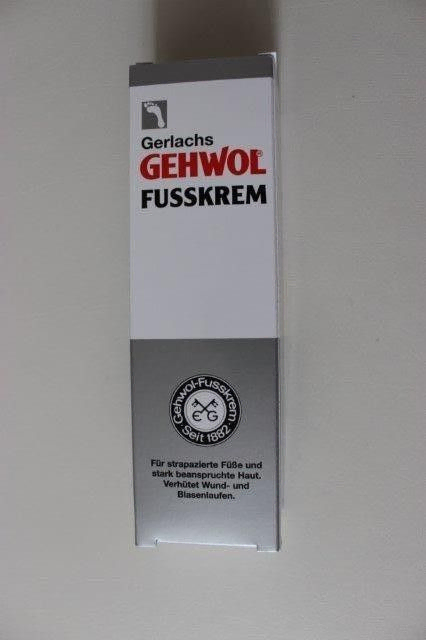 Gerlachs
GEHWOL®
FUSSKREM
Gehwol-Fusskrem
E G
Seit 1882
Für strapazierte Füße und
stark beanspruchte Haut.
Verhütet Wund- und
Blasenlaufen.